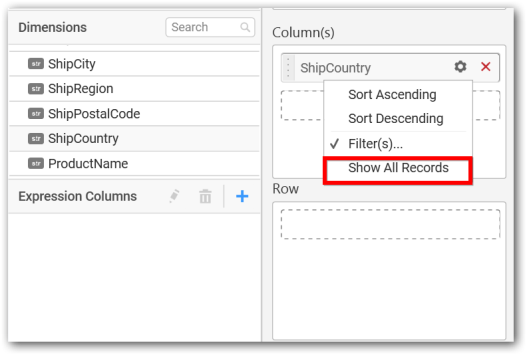 Dimensions
Search
str ShipCity
str ShipRegion
str ShipPostalCode
str ShipCountry
str ProductName
Expression Columns
Column(s)
ShipCountry
Sort Ascending
Sort Descending
Filter(s)...
Show All Records
Row